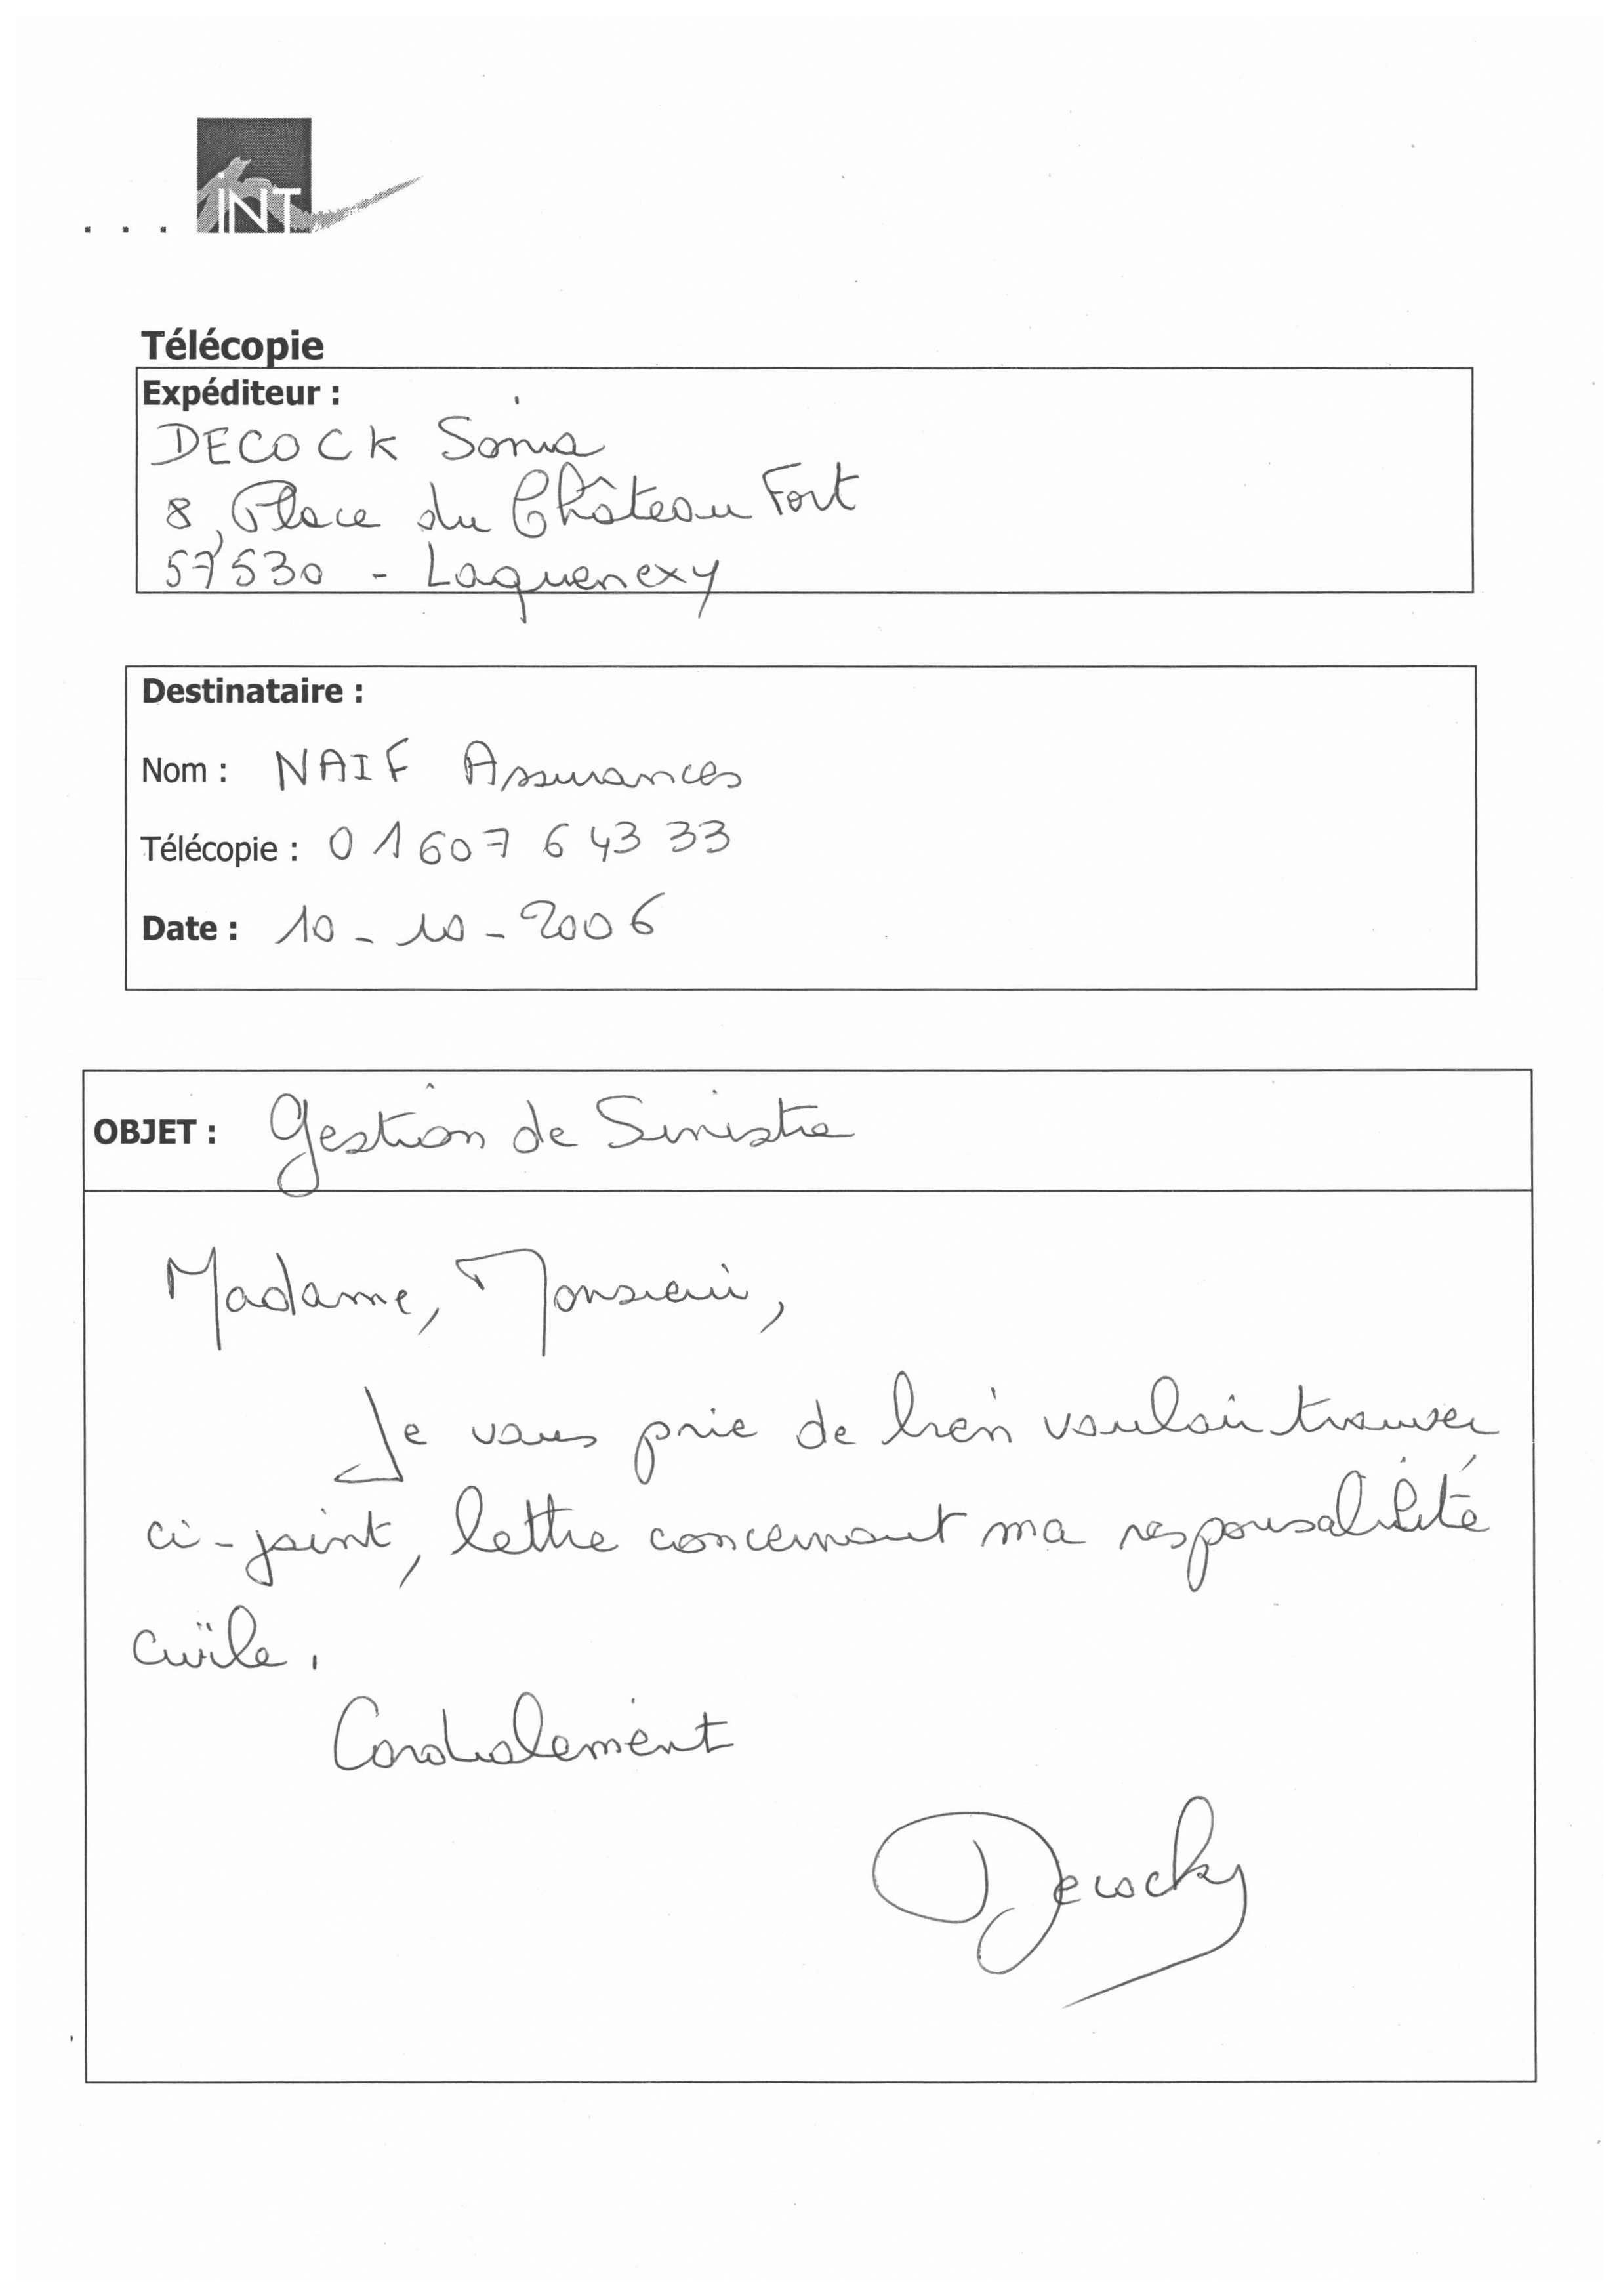 ... iNT
Télécopie
Expéditeur :
DECOCK Sonia
8, Place du Château Fort
57530 - Laquenexy
Destinataire :
Nom : NAIF Assurances
Télécopie : 01 60 7 6 43 33
Date : 10 - 10 - 2006
OBJET : Gestion de Sinistre
Madame, Monsieur,
Je vous prie de bien vouloir trouver
ci-joint, lettre concernant ma responsabilité
civile.
Cordialement
Decock